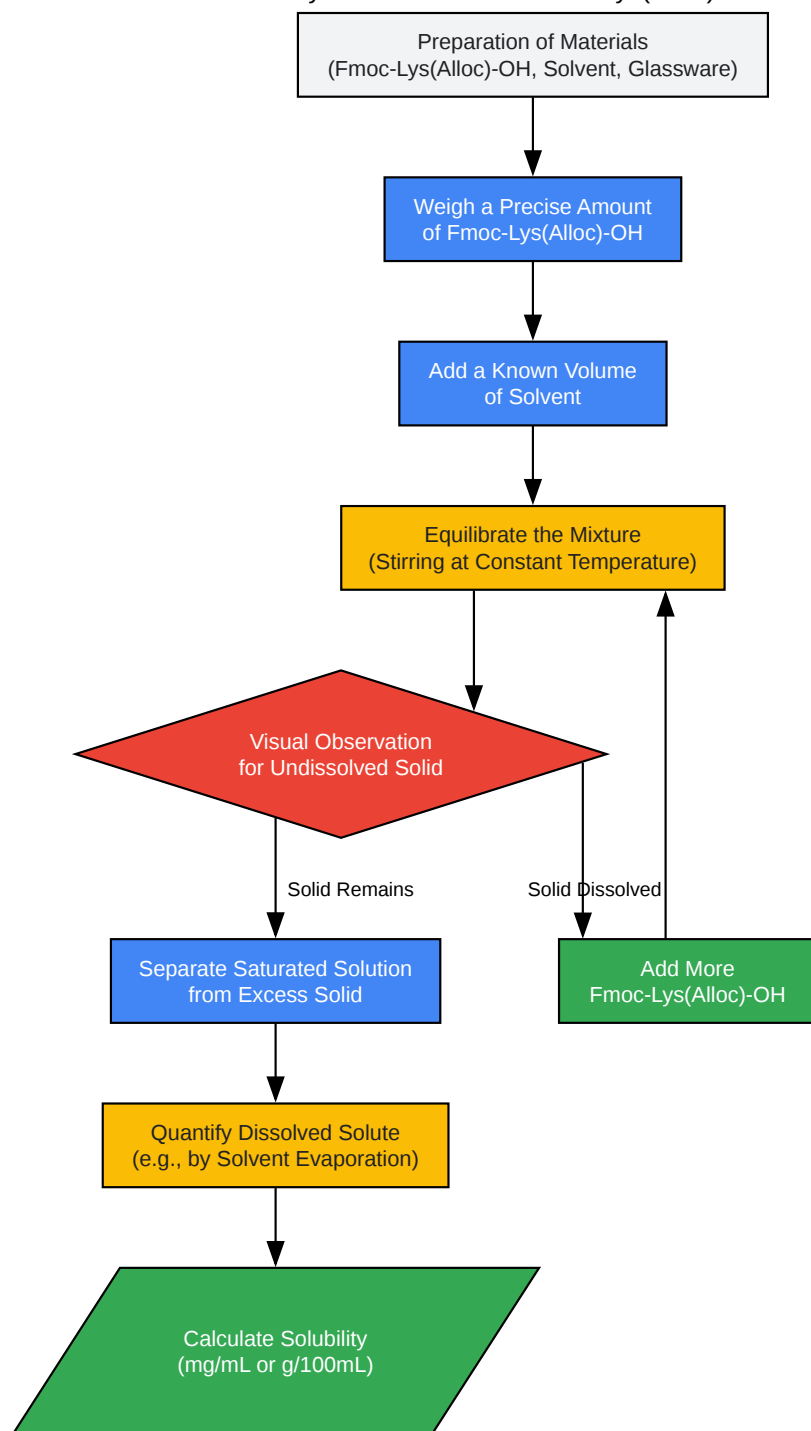 Preparation of Materials
(Fmoc-Lys(Alloc)-OH, Solvent, Glassware)
Weigh a Precise Amount
of Fmoc-Lys(Alloc)-OH
Add a Known Volume
of Solvent
Equilibrate the Mixture
(Stirring at Constant Temperature)
Visual Observation
for Undissolved Solid
Solid Remains
Solid Dissolved
Separate Saturated Solution
from Excess Solid
Add More
Fmoc-Lys(Alloc)-OH
Quantify Dissolved Solute
(e.g., by Solvent Evaporation)
Calculate Solubility
(mg/mL or g/100mL)